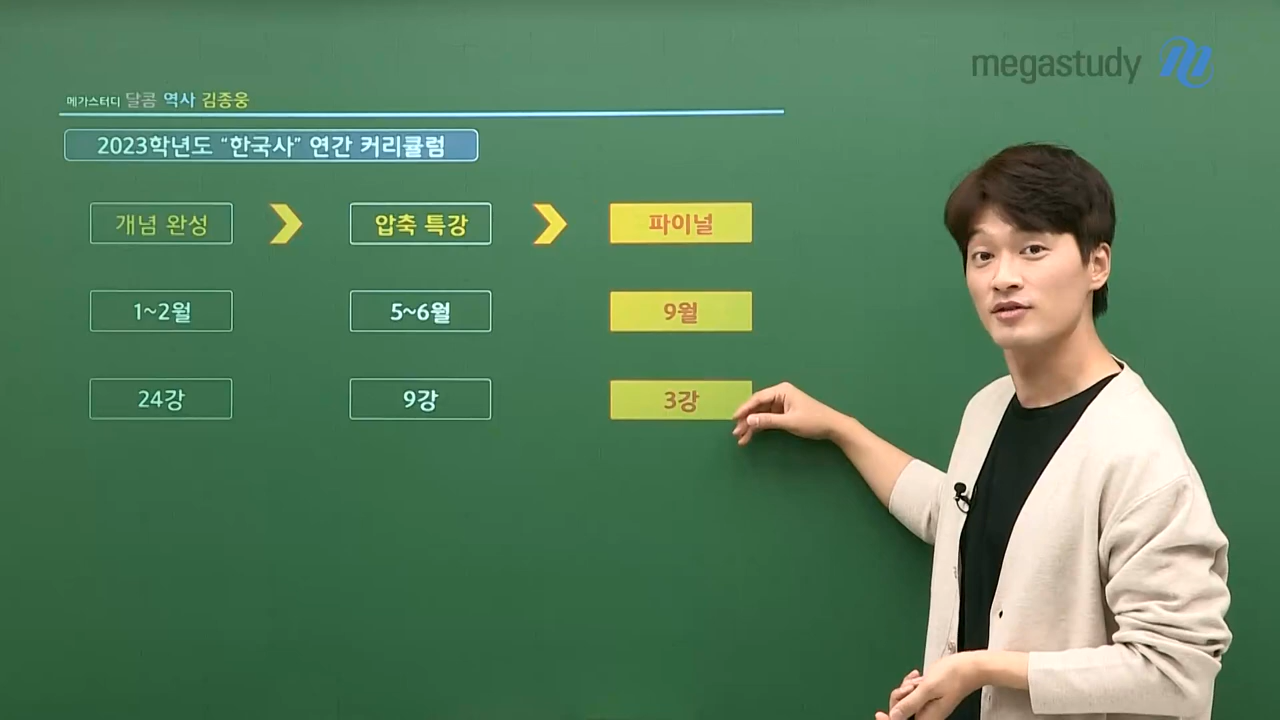 megastudy
메가스터디 달콤 역사 김종웅
2023학년도 “한국사” 연간 커리큘럼
개념 완성 압축 특강 파이널
1~2월 5~6월 9월
24강 9강 3강